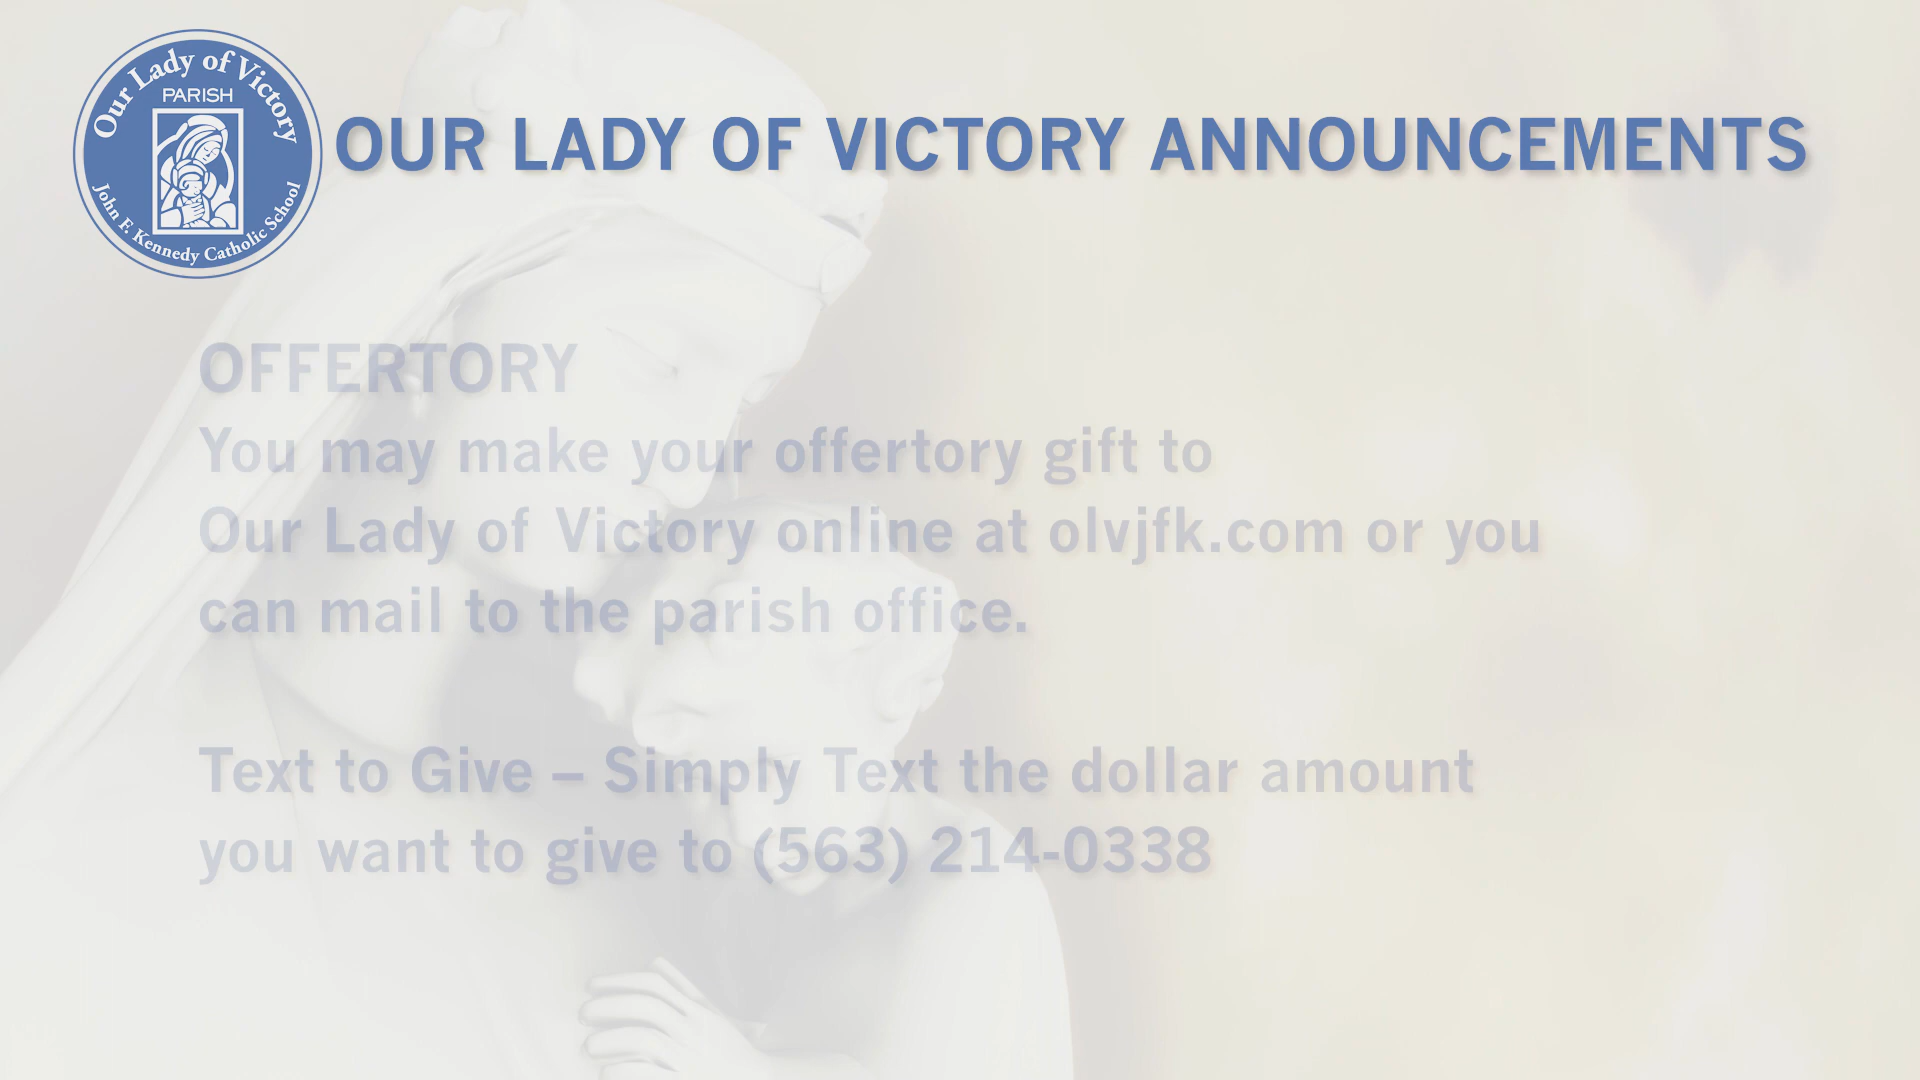 Our Lady of Victory
PARISH
John F. Kennedy Catholic School
OUR LADY OF VICTORY ANNOUNCEMENTS
OFFERTORY
You may make your offertory gift to
Our Lady of Victory online at olvjfk.com or you
can mail to the parish office.
Text to Give – Simply Text the dollar amount
you want to give to (563) 214-0338